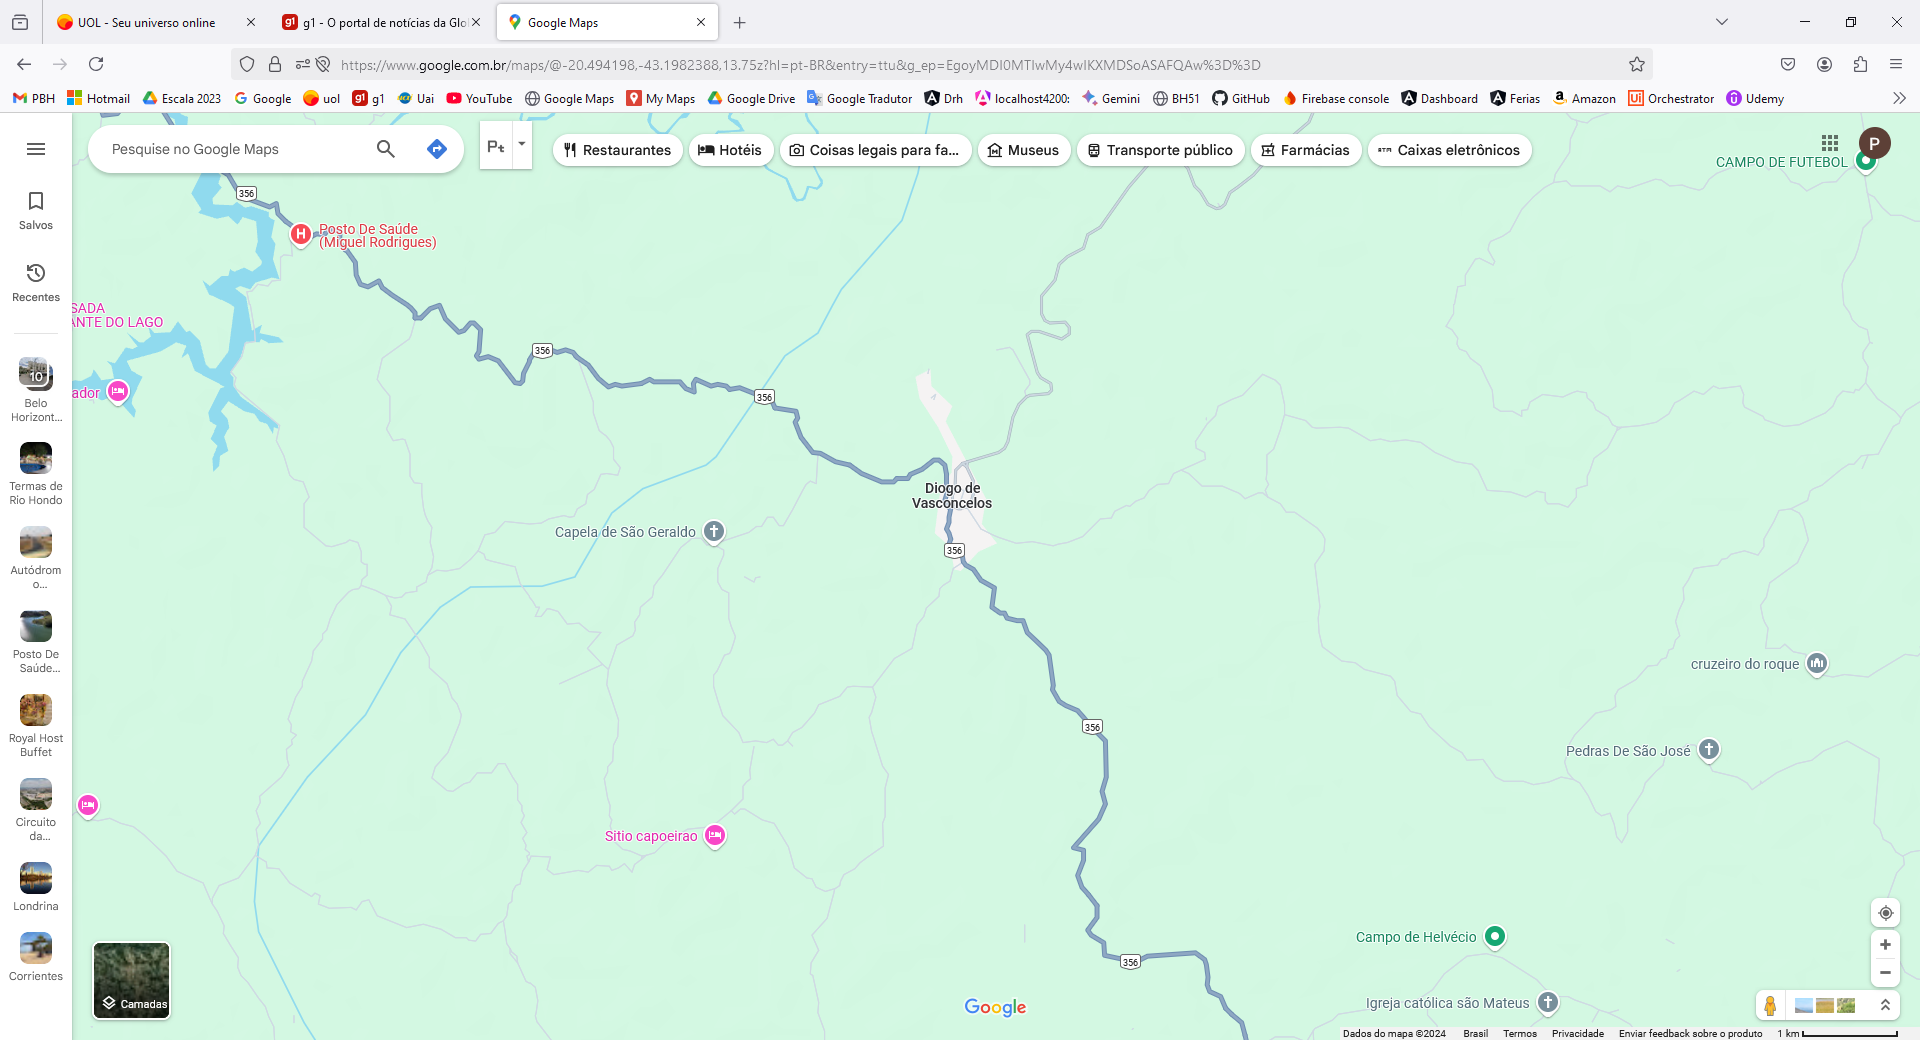 UOL - Seu universo online
g1 - O portal de notícias da Glo
Google Maps
https://www.google.com.br/maps/@-20.494198,-43.1982388,13.75z?hl=pt-BR&entry=ttu&g_ep=EgoyMDI0MTIwMy4wIKXMDSoASAFQAw%3D%3D
PBH
Hotmail
Escala 2023
Google
uol
g1
Uai
YouTube
Google Maps
My Maps
Google Drive
Google Tradutor
Drh
localhost4200:
Gemini
BH51
GitHub
Firebase console
Dashboard
Ferias
Amazon
Orchestrator
Udemy
Pesquise no Google Maps
Restaurantes
Hotéis
Coisas legais para fa...
Museus
Transporte público
Farmácias
Caixas eletrônicos
P
CAMPO DE FUTEBOL
Salvos
Recentes
10
Belo
Horizont...
Termas de
Rio Hondo
Autódrom
o...
Posto De
Saúde...
Royal Host
Buffet
Circuito
da...
Londrina
Corrientes
356
Posto De Saúde
(Miguel Rodrigues)
SADA
ANTE DO LAGO
356
ador
356
Diogo de
Vasconcelos
Capela de São Geraldo
356
cruzeiro do roque
356
Pedras De São José
Sitio capoeirao
Campo de Helvécio
356
Igreja católica são Mateus
Camadas
Google
Dados do mapa ©2024
Brasil
Termos
Privacidade
Enviar feedback sobre o produto
1 km